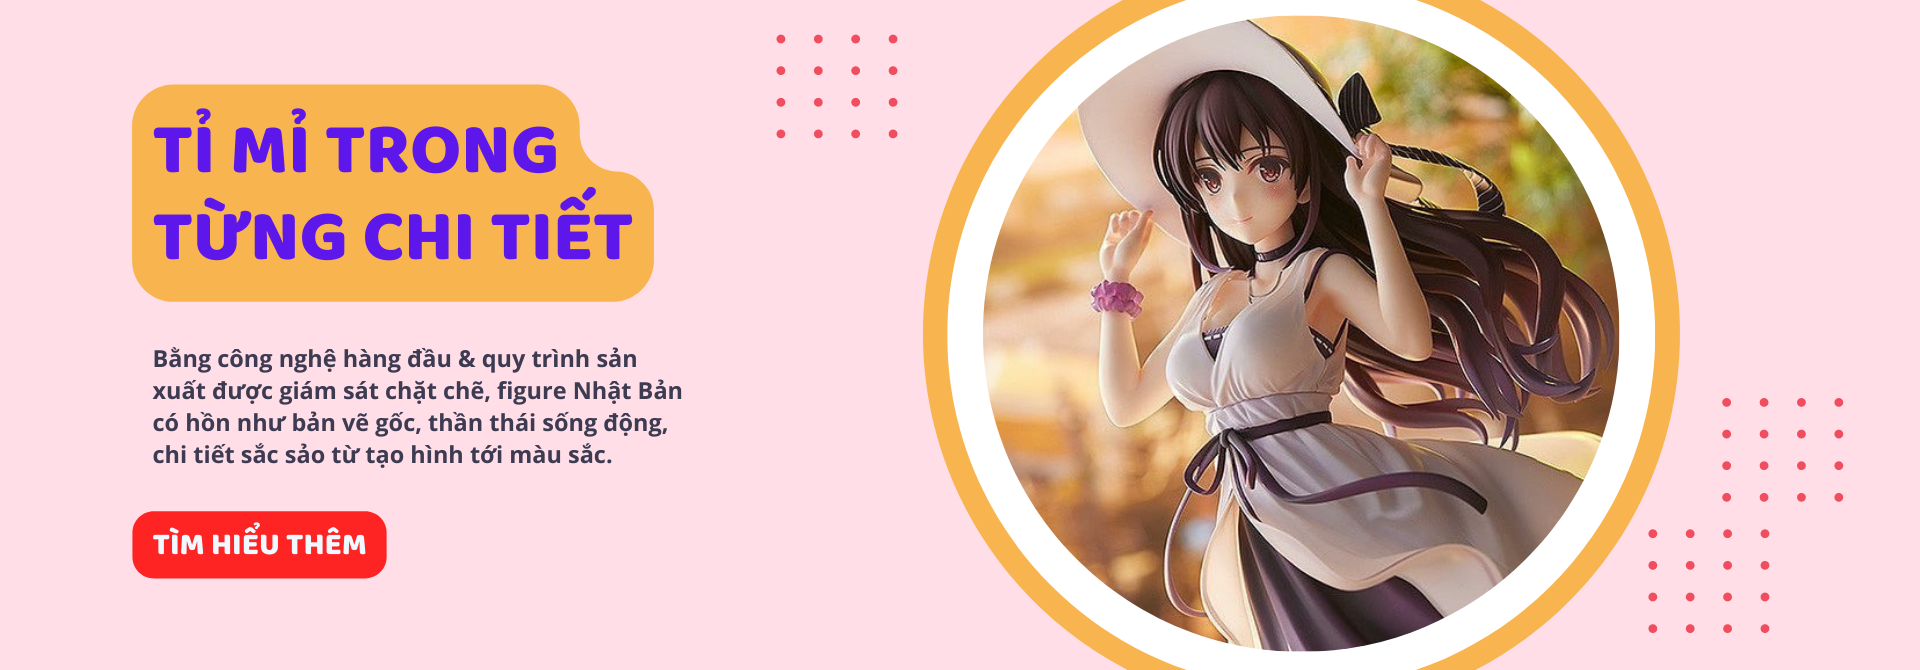 TỈ MỈ TRONG
TỪNG CHI TIẾT
Bằng công nghệ hàng đầu & quy trình sản
xuất được giám sát chặt chẽ, figure Nhật Bản
có hồn như bản vẽ gốc, thần thái sống động,
chi tiết sắc sảo từ tạo hình tới màu sắc.
TÌM HIỂU THÊM